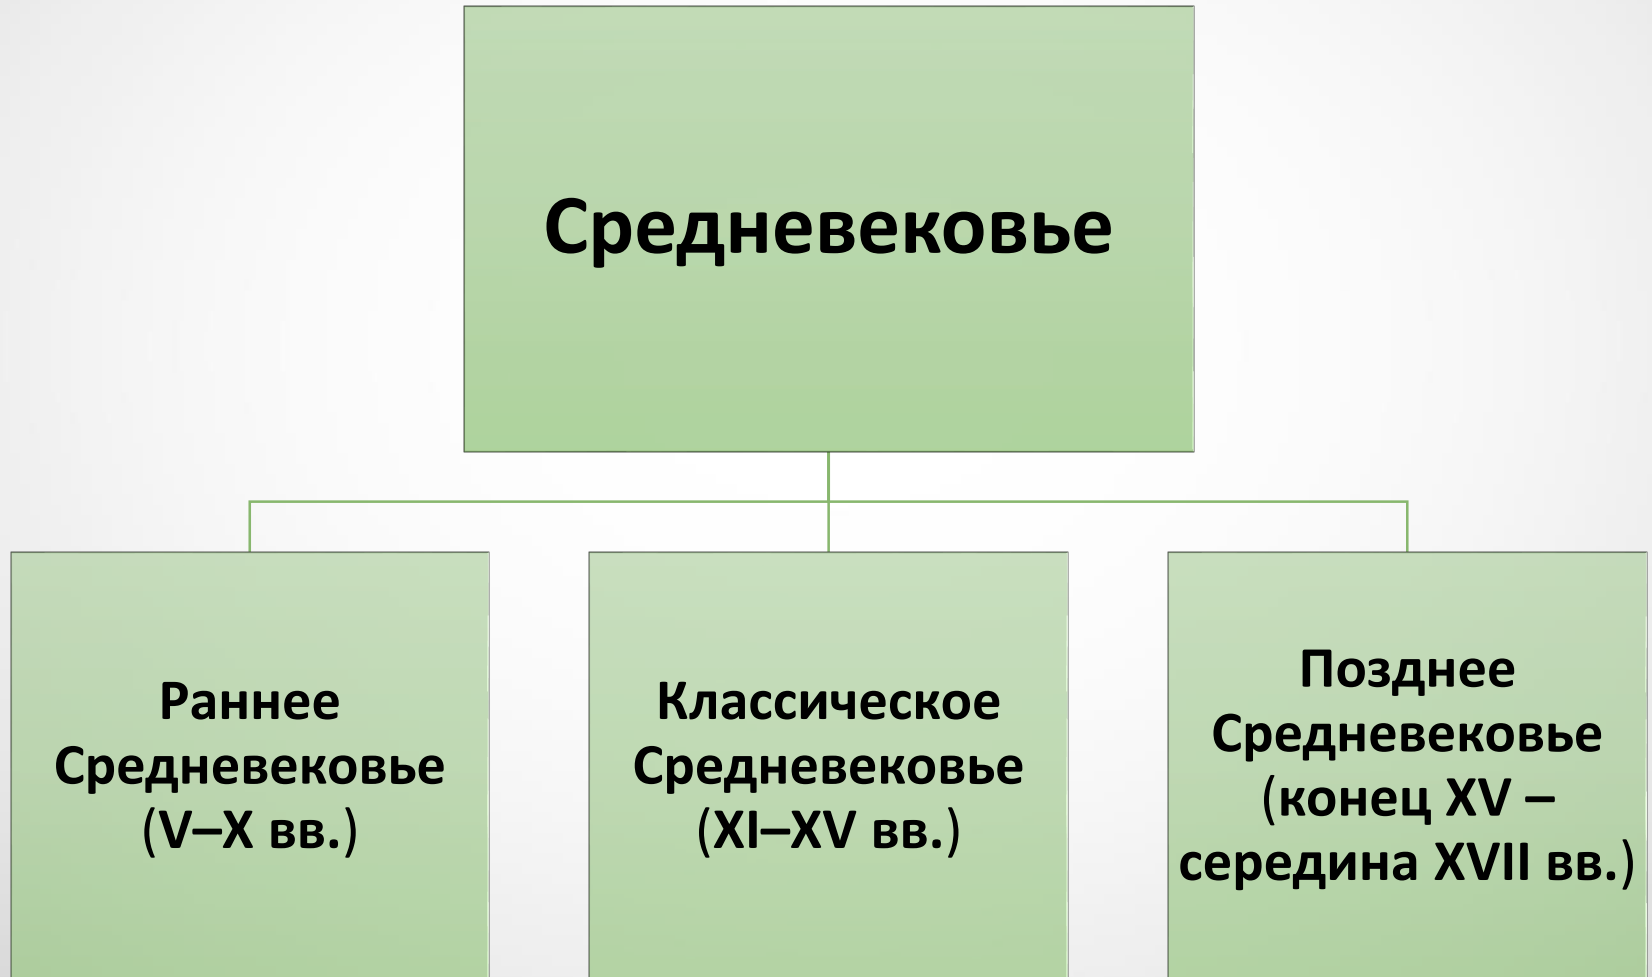 Средневековье
Раннее
Средневековье
(V–X вв.)
Классическое
Средневековье
(XI–XV вв.)
Позднее
Средневековье
(конец XV –
середина XVII вв.)